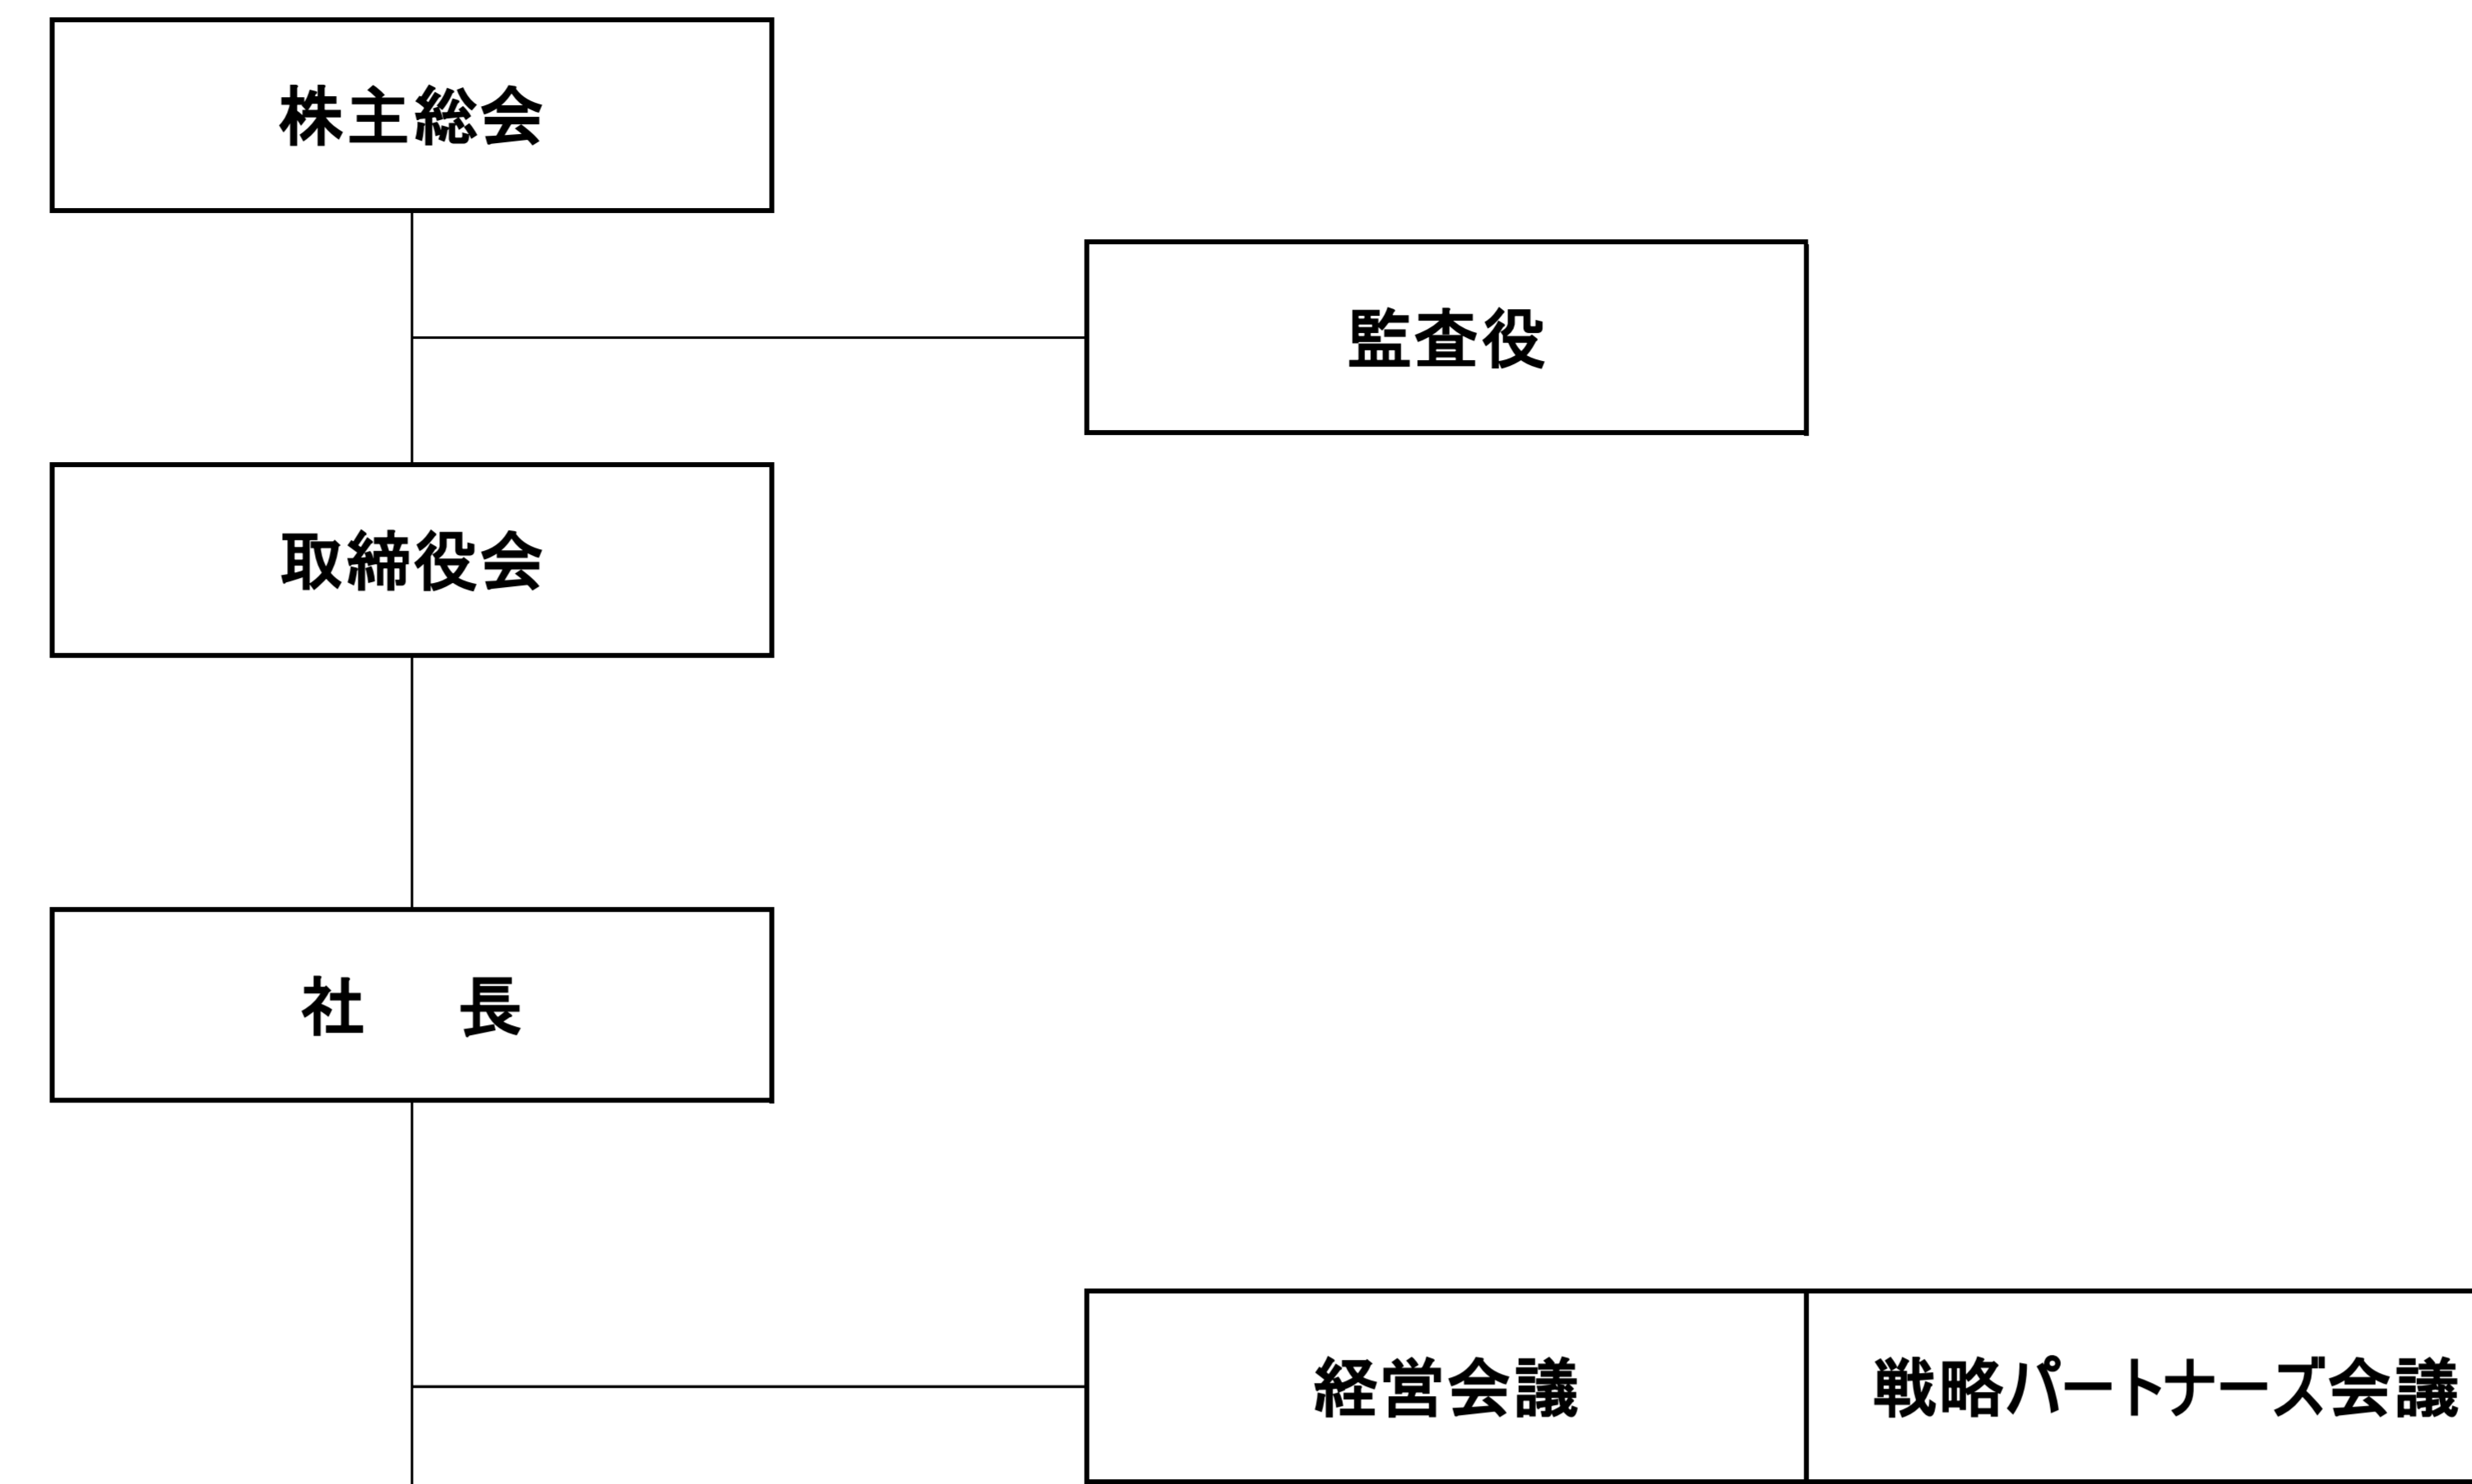 株主総会
監査役
取締役会
社　長
経営会議
戦略パートナーズ会議